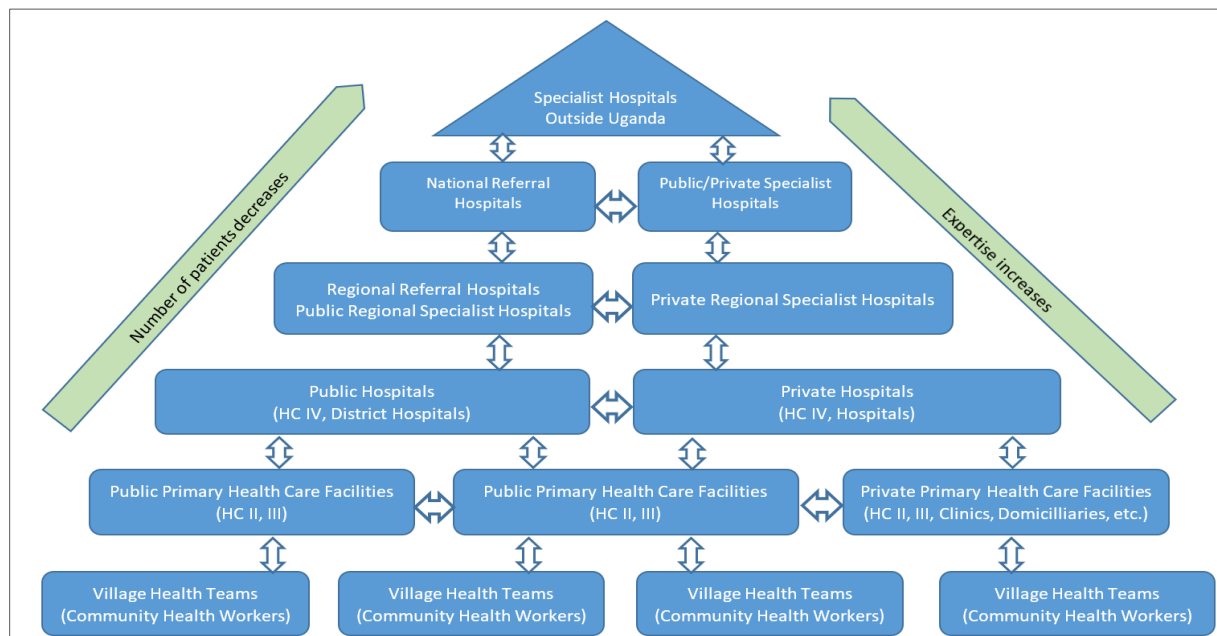 Specialist Hospitals
Outside Uganda
Number of patients decreases
Expertise increases
National Referral
Hospitals
Public/Private Specialist
Hospitals
Regional Referral Hospitals
Public Regional Specialist Hospitals
Private Regional Specialist Hospitals
Public Hospitals
(HC IV, District Hospitals)
Private Hospitals
(HC IV, Hospitals)
Public Primary Health Care Facilities
(HC II, III)
Public Primary Health Care Facilities
(HC II, III)
Private Primary Health Care Facilities
(HC II, III, Clinics, Domicilliaries, etc.)
Village Health Teams
(Community Health Workers)
Village Health Teams
(Community Health Workers)
Village Health Teams
(Community Health Workers)
Village Health Teams
(Community Health Workers)